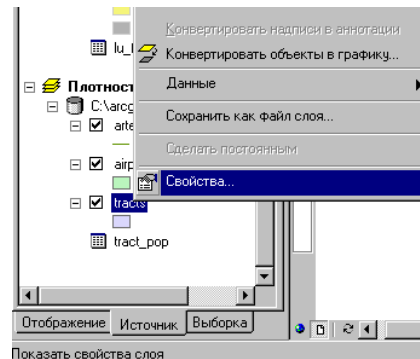 Конвертировать надписи в аннотации
Конвертировать объекты в графику...
Данные
Сохранить как файл слоя...
Сделать постоянным
Свойства...
lu_
Плотност
C:\arcg
arte
airp
tracts
tract_pop
Отображение Источник Выборка
Показать свойства слоя